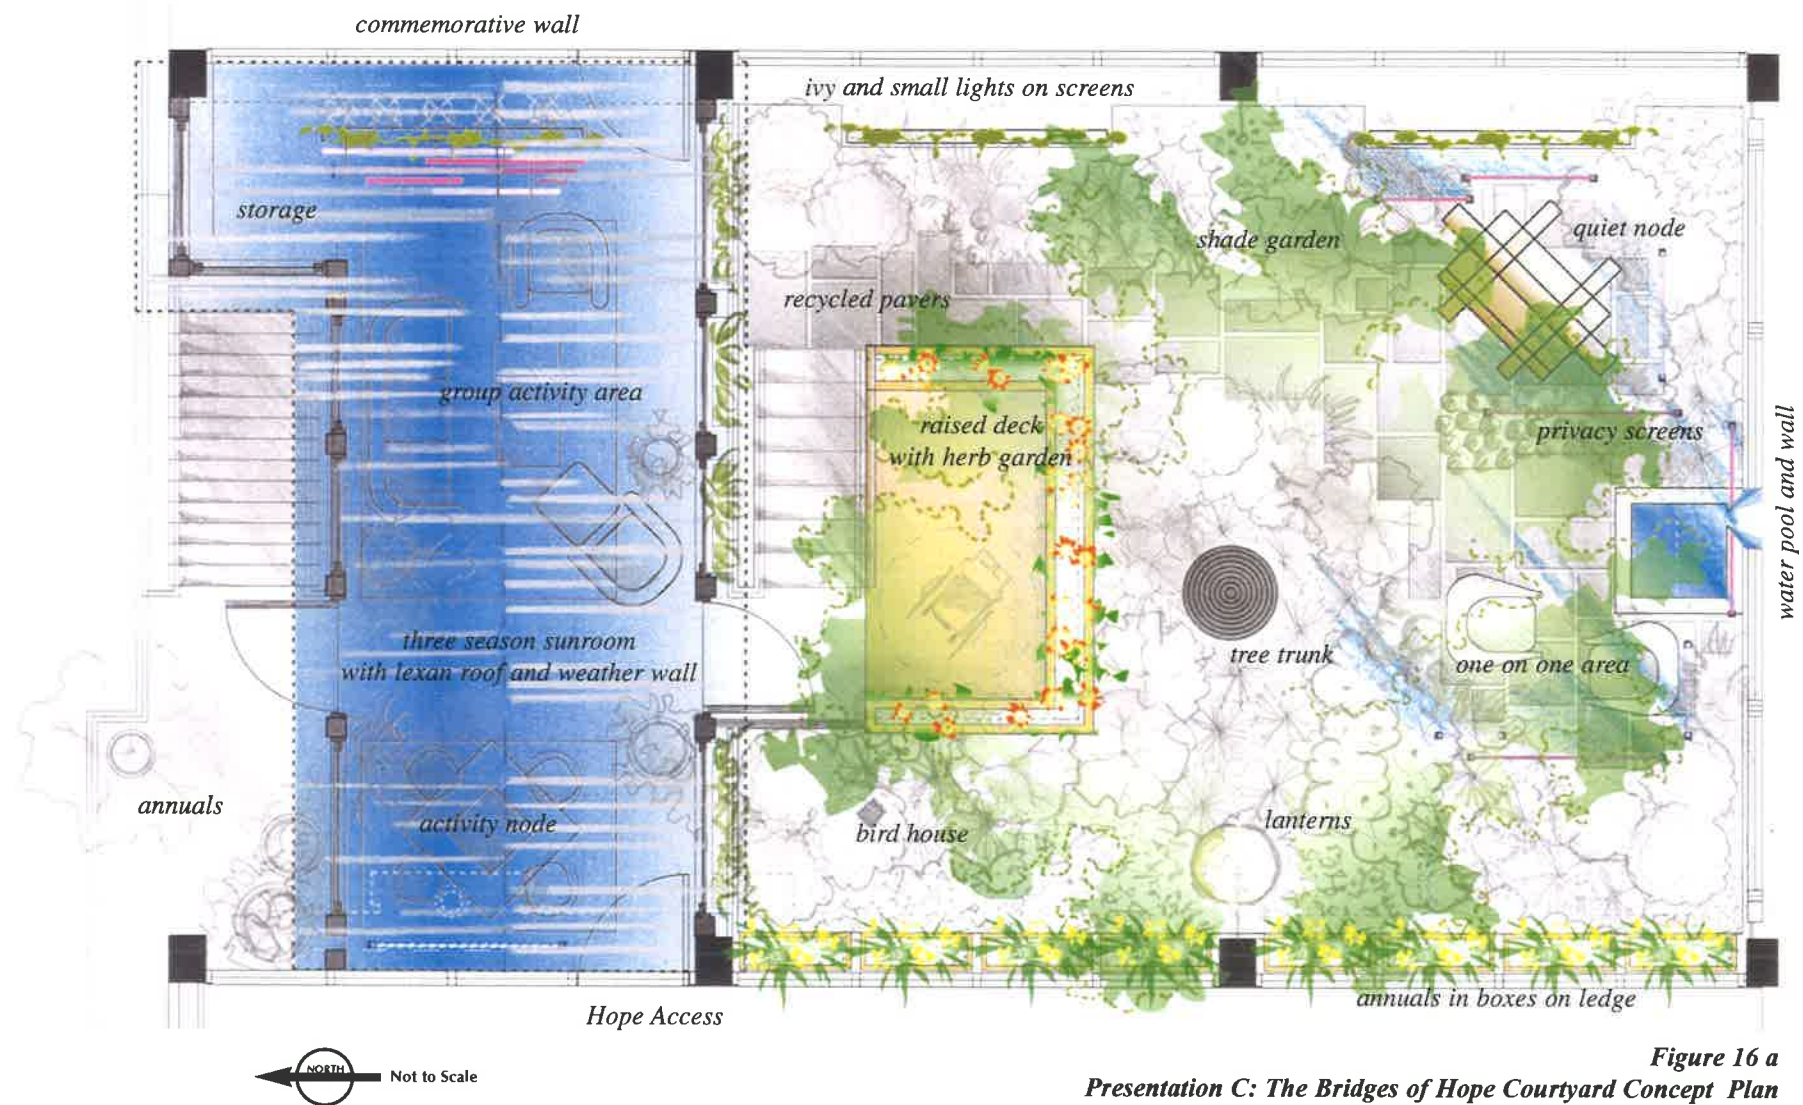 commemorative wall
ivy and small lights on screens
storage
shade garden
quiet node
recycled pavers
group activity area
raised deck
with herb garden
privacy screens
water pool and wall
three season sunroom
with lexan roof and weather wall
tree trunk
one on one area
annuals
activity node
bird house
lanterns
annuals in boxes on ledge
Hope Access
NORTH
Not to Scale
Figure 16 a
Presentation C: The Bridges of Hope Courtyard Concept Plan